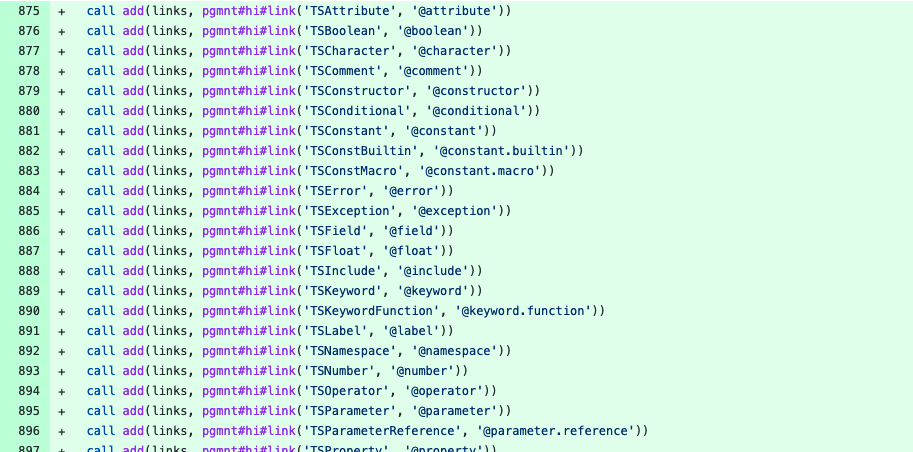 875 + call add(links, pgmnt#hi#link('TSAttribute', '@attribute'))
876 + call add(links, pgmnt#hi#link('TSBoolean', '@boolean'))
877 + call add(links, pgmnt#hi#link('TSCharacter', '@character'))
878 + call add(links, pgmnt#hi#link('TSComment', '@comment'))
879 + call add(links, pgmnt#hi#link('TSConstructor', '@constructor'))
880 + call add(links, pgmnt#hi#link('TSConditional', '@conditional'))
881 + call add(links, pgmnt#hi#link('TSConstant', '@constant'))
882 + call add(links, pgmnt#hi#link('TSConstBuiltin', '@constant.builtin'))
883 + call add(links, pgmnt#hi#link('TSConstMacro', '@constant.macro'))
884 + call add(links, pgmnt#hi#link('TSError', '@error'))
885 + call add(links, pgmnt#hi#link('TSException', '@exception'))
886 + call add(links, pgmnt#hi#link('TSField', '@field'))
887 + call add(links, pgmnt#hi#link('TSFloat', '@float'))
888 + call add(links, pgmnt#hi#link('TSInclude', '@include'))
889 + call add(links, pgmnt#hi#link('TSKeyword', '@keyword'))
890 + call add(links, pgmnt#hi#link('TSKeywordFunction', '@keyword.function'))
891 + call add(links, pgmnt#hi#link('TSLabel', '@label'))
892 + call add(links, pgmnt#hi#link('TSNamespace', '@namespace'))
893 + call add(links, pgmnt#hi#link('TSNumber', '@number'))
894 + call add(links, pgmnt#hi#link('TSOperator', '@operator'))
895 + call add(links, pgmnt#hi#link('TSParameter', '@parameter'))
896 + call add(links, pgmnt#hi#link('TSParameterReference', '@parameter.reference'))
897 + call add(links, pgmnt#hi#link('TSProperty', '@property'))